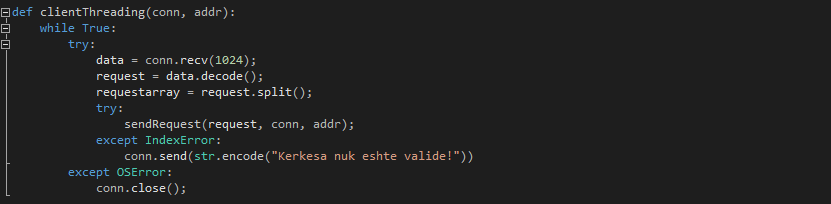 def clientThreading(conn, addr):
    while True:
        try:
            data = conn.recv(1024);
            request = data.decode();
            requestarray = request.split();
            try:
                sendRequest(request, conn, addr);
            except IndexError:
                conn.send(str.encode("Kerkesa nuk eshte valide!"))
        except OSError:
            conn.close();